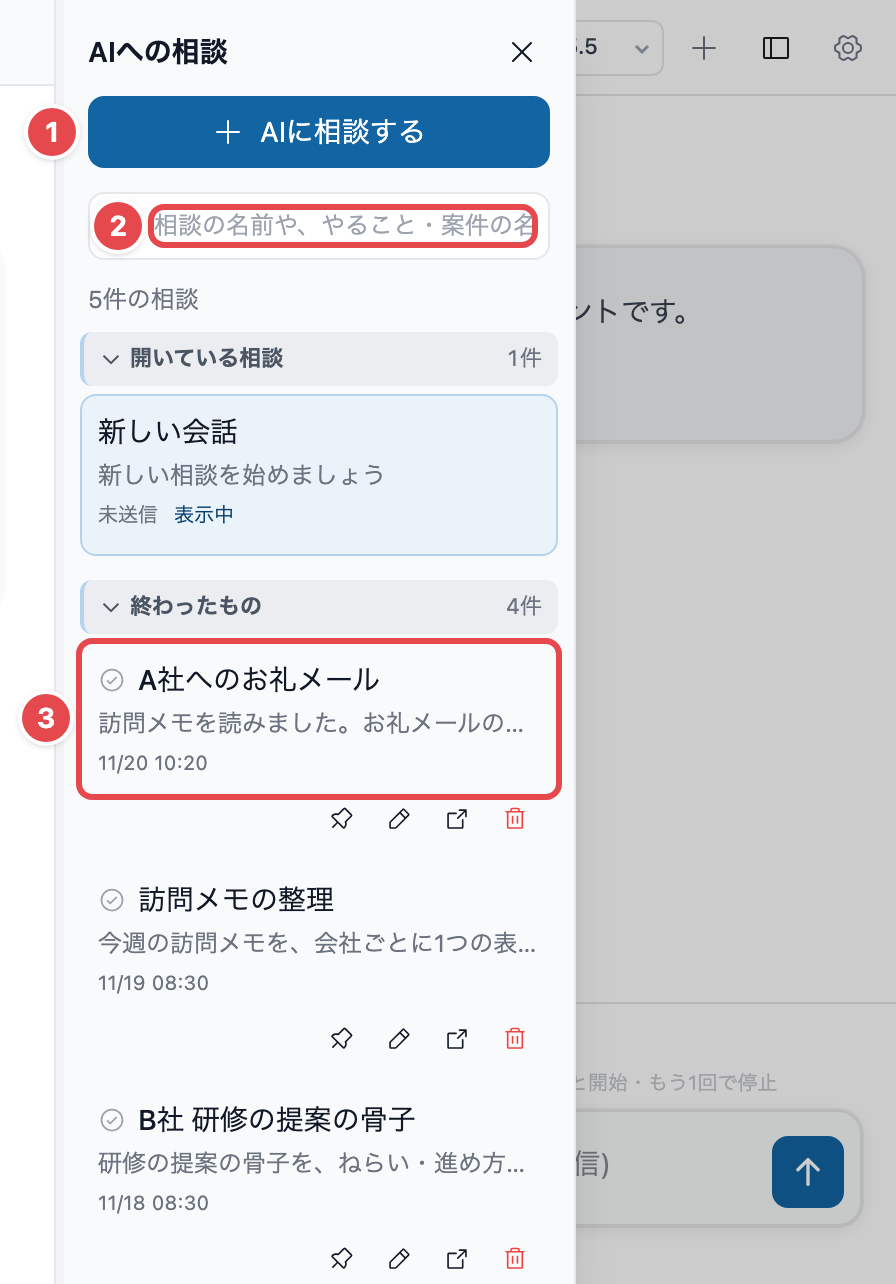 AIへの相談
5.5
1
AIに相談する
2
相談の名前や、やること・案件の名
5件の相談
ントです。
開いている相談
1件
新しい会話
新しい相談を始めましょう
未送信 表示中
終わったもの
4件
3
A社へのお礼メール
訪問メモを読みました。お礼メールの...
11/20 10:20
訪問メモの整理
今週の訪問メモを、会社ごとに1つの表...
11/19 08:30
と開始・もう1回で停止
B社 研修の提案の骨子
研修の提案の骨子を、ねらい・進め方...
信)
11/18 08:30